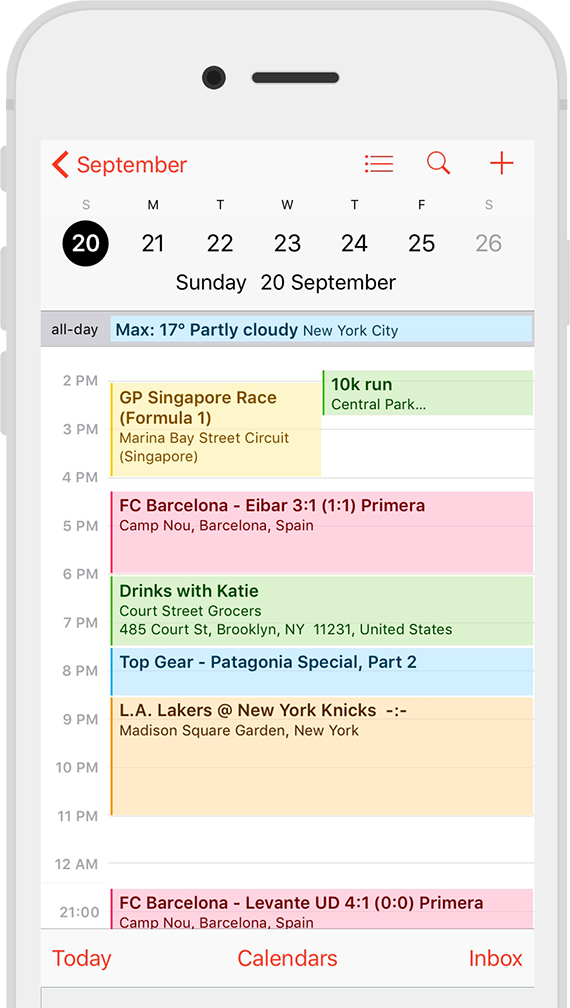 September
S M T W T F S
20 21 22 23 24 25 26
Sunday 20 September
all-day Max: 17° Partly cloudy New York City
2 PM
GP Singapore Race
(Formula 1)
Marina Bay Street Circuit
(Singapore)
10k run
Central Park...
3 PM
4 PM
FC Barcelona - Eibar 3:1 (1:1) Primera
Camp Nou, Barcelona, Spain
5 PM
6 PM
Drinks with Katie
Court Street Grocers
485 Court St, Brooklyn, NY 11231, United States
7 PM
Top Gear - Patagonia Special, Part 2
8 PM
L.A. Lakers @ New York Knicks -:-
Madison Square Garden, New York
9 PM
10 PM
11 PM
12 AM
FC Barcelona - Levante UD 4:1 (0:0) Primera
21:00
Camp Nou, Barcelona, Spain
Today Calendars Inbox